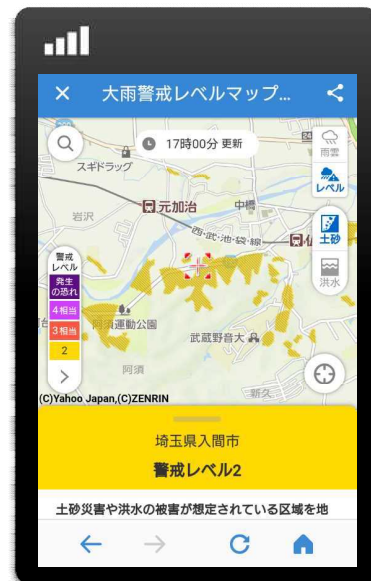 大雨警戒レベルマップ...
17時00分 更新
雨雲
スギドラッグ
レベル
元加治
中橋
岩沢
西・武・池・袋・線
土砂
洪水
警戒
レベル
発生
の恐れ
4相当
3相当
2
阿須運動公園
武蔵野音大
阿須
新久
(C)Yahoo Japan,(C)ZENRIN
埼玉県入間市
警戒レベル2
土砂災害や洪水の被害が想定されている区域を地